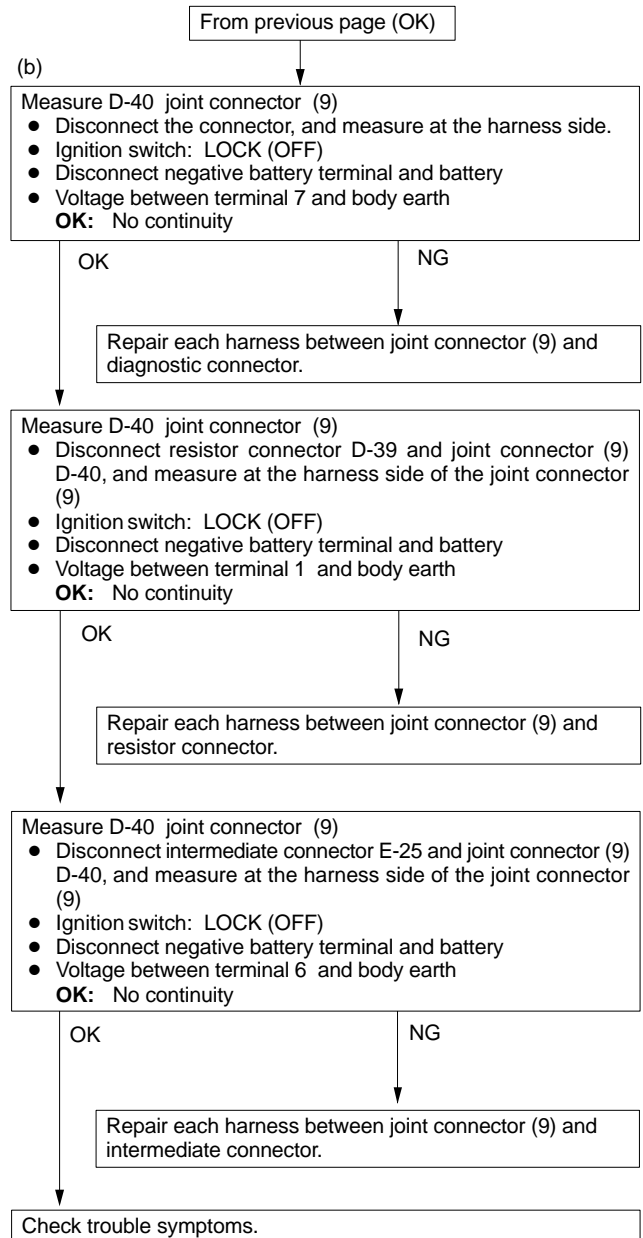 From previous page (OK)
(b)
Measure D-40 joint connector (9)
● Disconnect the connector, and measure at the harness side.
● Ignition switch: LOCK (OFF)
● Disconnect negative battery terminal and battery
● Voltage between terminal 7 and body earth
OK: No continuity
OK
NG
Repair each harness between joint connector (9) and
diagnostic connector.
Measure D-40 joint connector (9)
● Disconnect resistor connector D-39 and joint connector (9)
D-40, and measure at the harness side of the joint connector
(9)
● Ignition switch: LOCK (OFF)
● Disconnect negative battery terminal and battery
● Voltage between terminal 1 and body earth
OK: No continuity
OK
NG
Repair each harness between joint connector (9) and
resistor connector.
Measure D-40 joint connector (9)
● Disconnect intermediate connector E-25 and joint connector (9)
D-40, and measure at the harness side of the joint connector
(9)
● Ignition switch: LOCK (OFF)
● Disconnect negative battery terminal and battery
● Voltage between terminal 6 and body earth
OK: No continuity
OK
NG
Repair each harness between joint connector (9) and
intermediate connector.
Check trouble symptoms.